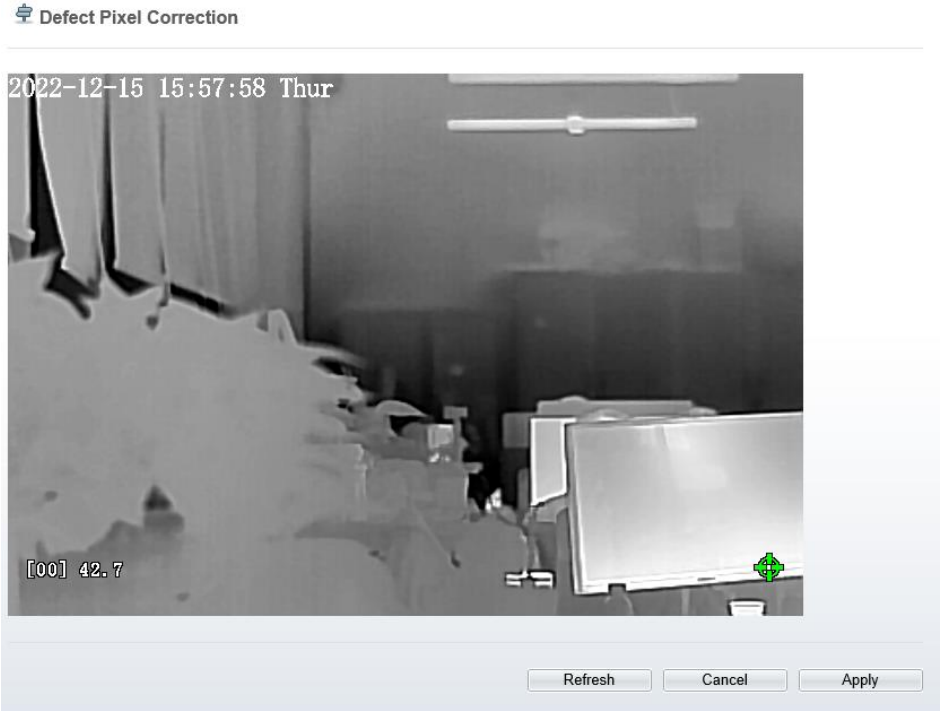 Defect Pixel Correction
2022-12-15 15:57:58 Thur
[00] 42.7
Refresh Cancel Apply